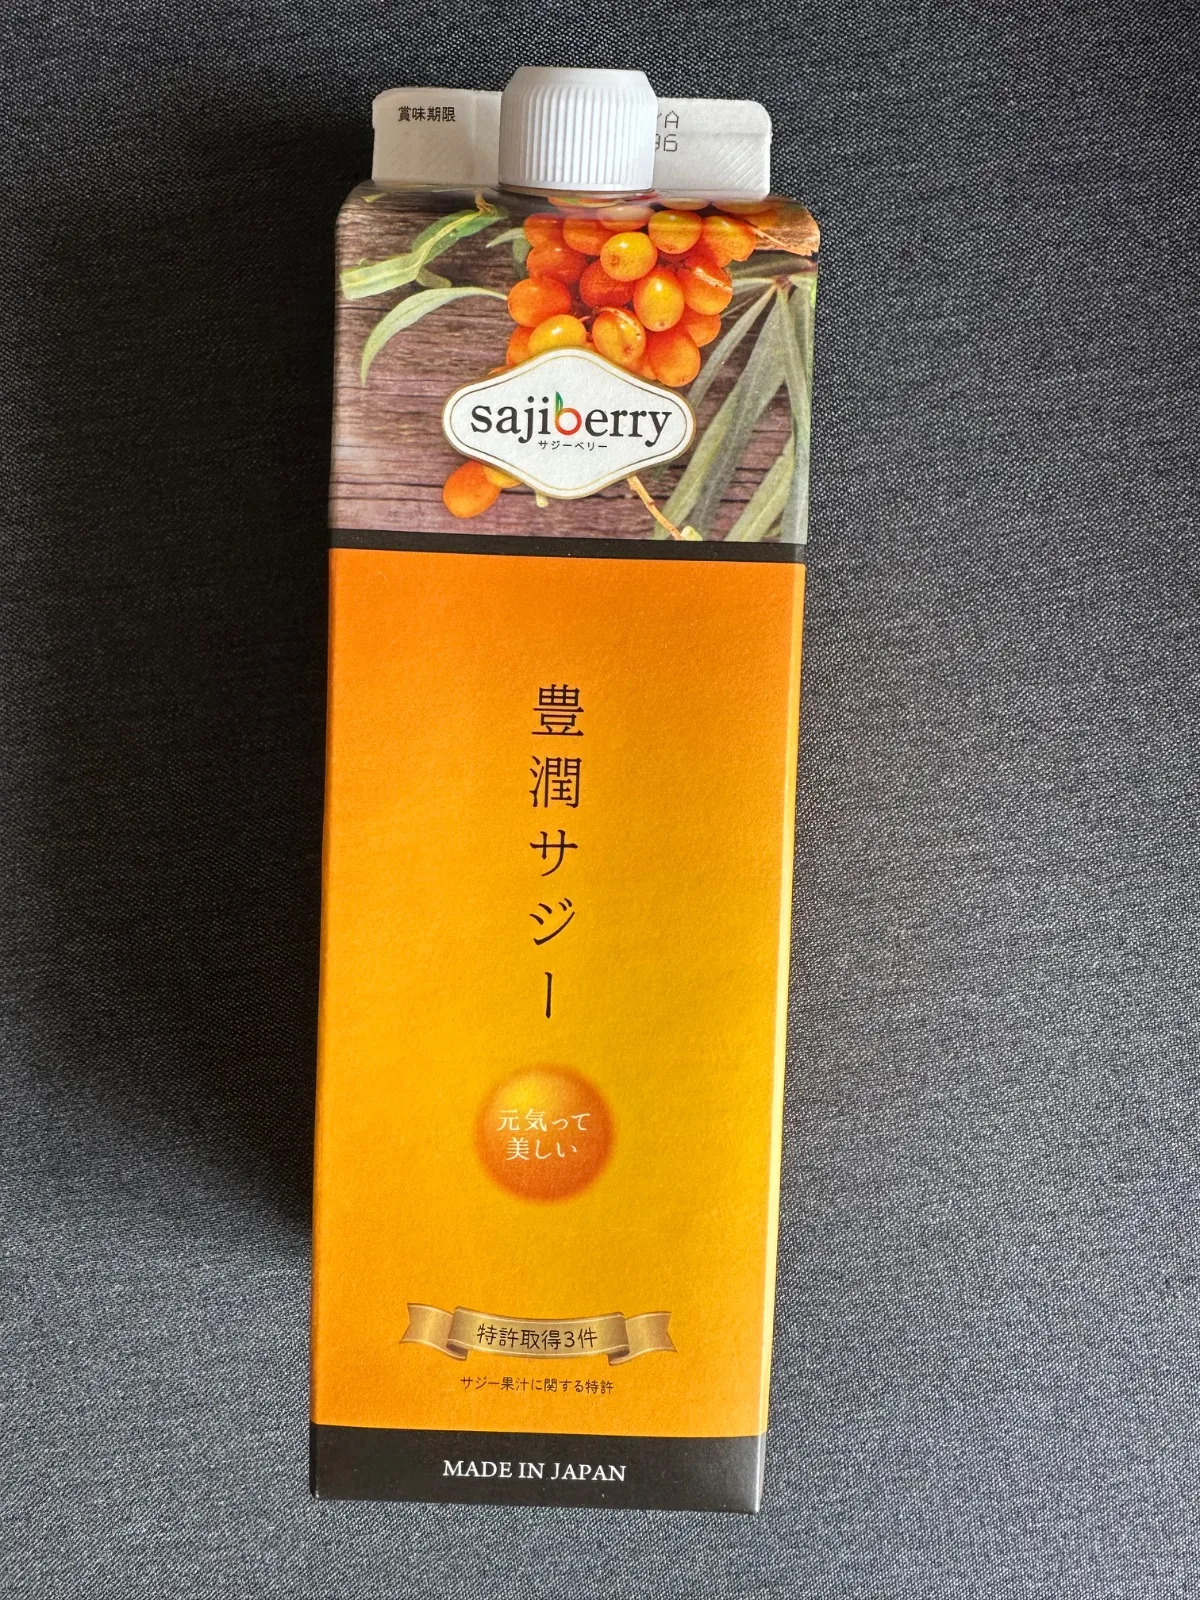 賞味期限
sajiberry
サジーベリー
豊潤サジー
元気って
美しい
特許取得3件
サジー果汁に関する特許
MADE IN JAPAN